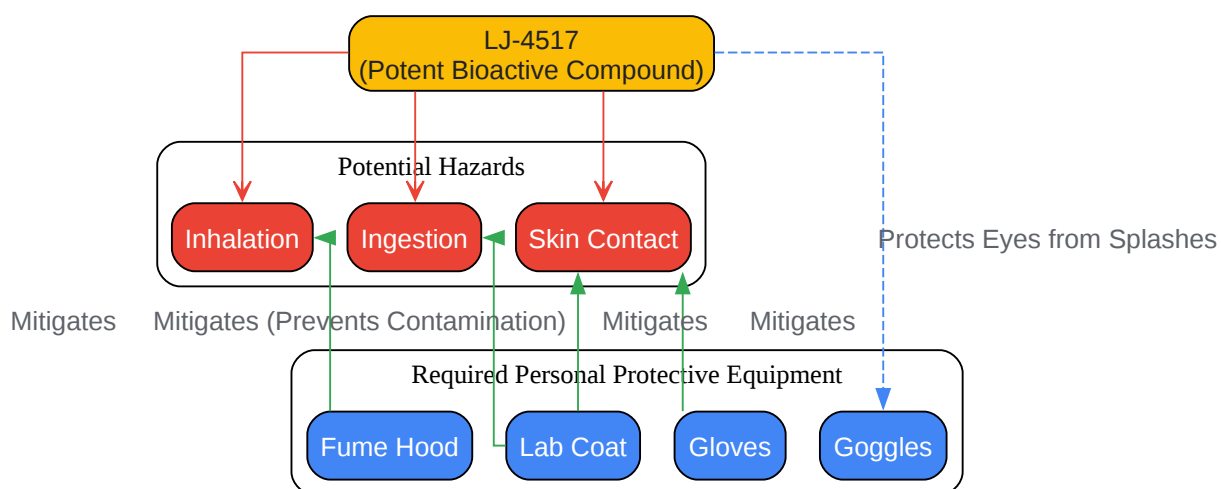 LJ-4517
(Potent Bioactive Compound)
Potential Hazards
Inhalation
Ingestion
Skin Contact
Protects Eyes from Splashes
Mitigates
Mitigates (Prevents Contamination)
Mitigates
Mitigates
Required Personal Protective Equipment
Fume Hood
Lab Coat
Gloves
Goggles